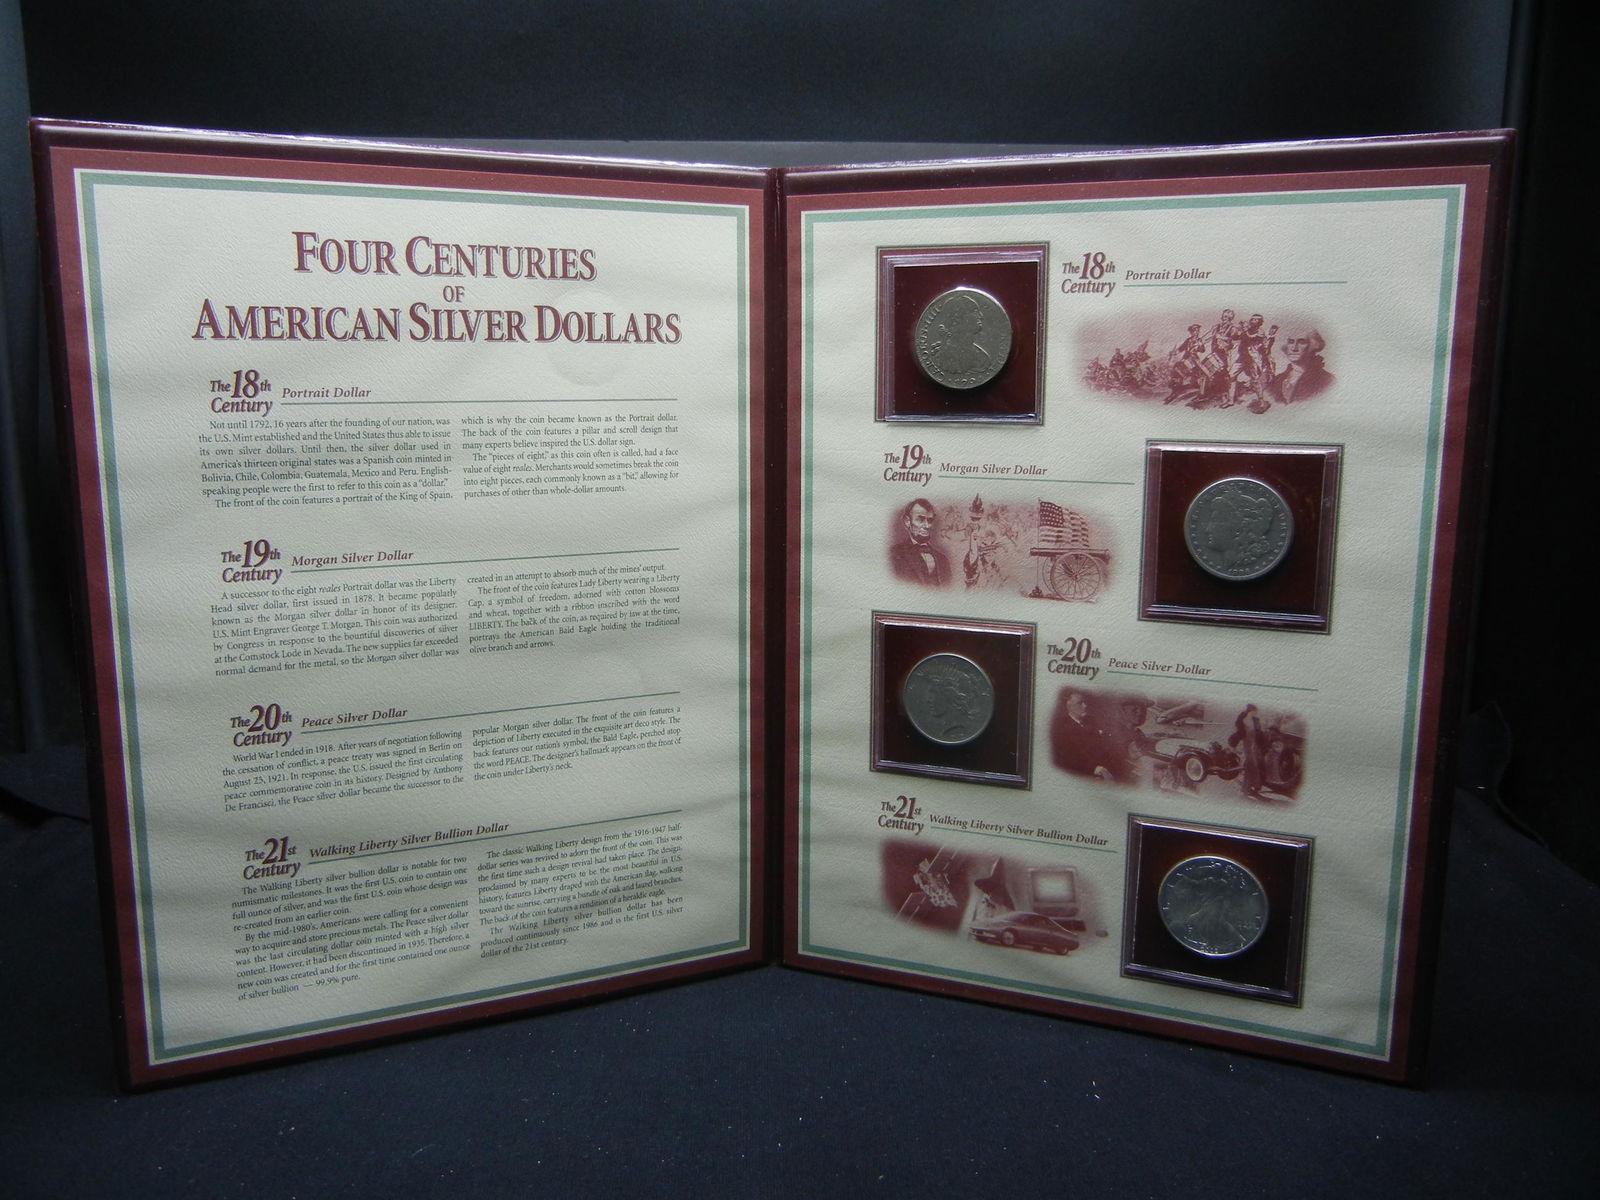 FOUR CENTURIES
OF
AMERICAN SILVER DOLLARS
The 18th Century Portrait Dollar
Not until 1792, 16 years after the founding of our nation, was
the U.S. Mint established and the United States thus able to issue
its own silver dollars. Until then, the silver dollar used in
America's thirteen original states was a Spanish coin minted in
Bolivia, Chile, Colombia, Guatemala, Mexico and Peru. English-
speaking people were the first to refer to this coin as a "dollar."
The front of the coin features a portrait of the King of Spain,
which is why the coin became known as the Portrait dollar.
The back of the coin features a pillar and scroll design that
many experts believe inspired the U.S. dollar sign.
The "pieces of eight," as this coin often is called, had a face
value of eight reales. Merchants would sometimes break the coin
into eight pieces, each commonly known as a "bit," allowing for
purchases of other than whole-dollar amounts.
The 19th Century Morgan Silver Dollar
A successor to the eight reales Portrait dollar was the Liberty
Head silver dollar, first issued in 1878. It became popularly
known as the Morgan silver dollar in honor of its designer,
U.S. Mint Engraver George T. Morgan. This coin was authorized
by Congress in response to the bountiful discoveries of silver
at the Comstock Lode in Nevada. The new supplies far exceeded
normal demand for the metal, so the Morgan silver dollar was
created in an attempt to absorb much of the mines' output.
The front of the coin features Lady Liberty wearing a Liberty
Cap, a symbol of freedom, adorned with cotton blossoms
and wheat, together with a ribbon inscribed with the word
LIBERTY. The back of the coin, as required by law at the time,
portrays the American Bald Eagle holding the traditional
olive branch and arrows.
The 20th Century Peace Silver Dollar
World War I ended in 1918. After years of negotiation following
the cessation of conflict, a peace treaty was signed in Berlin on
August 25, 1921. In response, the U.S. issued the first circulating
peace commemorative coin in its history. Designed by Anthony
De Francisci, the Peace silver dollar became the successor to the
popular Morgan silver dollar. The front of the coin features a
depiction of Liberty executed in the exquisite art deco style. The
back features our nation's symbol, the Bald Eagle, perched atop
the word PEACE. The designer's hallmark appears on the front of
the coin under Liberty's neck.
The 21st Century Walking Liberty Silver Bullion Dollar
The Walking Liberty silver bullion dollar is notable for two
numismatic milestones. It was the first U.S. coin to contain one
full ounce of silver, and was the first U.S. coin whose design was
re-created from an earlier coin.
By the mid-1980's, Americans were calling for a convenient
way to acquire and store precious metals. The Peace silver dollar
was the last circulating dollar coin minted with a high silver
content. However, it had been discontinued in 1935. Therefore, a
new coin was created and for the first time contained one ounce
of silver bullion — 99.9% pure.
The classic Walking Liberty design from the 1916-1947 half-
dollar series was revived to adorn the front of the coin. This was
the first time such a design revival had taken place. The design,
proclaimed by many experts to be the most beautiful in U.S.
history, features Liberty draped with the American flag, walking
toward the sunrise, carrying a bundle of oak and laurel branches.
The back of the coin features a rendition of a heraldic eagle.
The Walking Liberty silver bullion dollar has been
produced continuously since 1986 and is the first U.S. silver
dollar of the 21st century.
The 18th Century Portrait Dollar
The 19th Century Morgan Silver Dollar
The 20th Century Peace Silver Dollar
The 21st Century Walking Liberty Silver Bullion Dollar